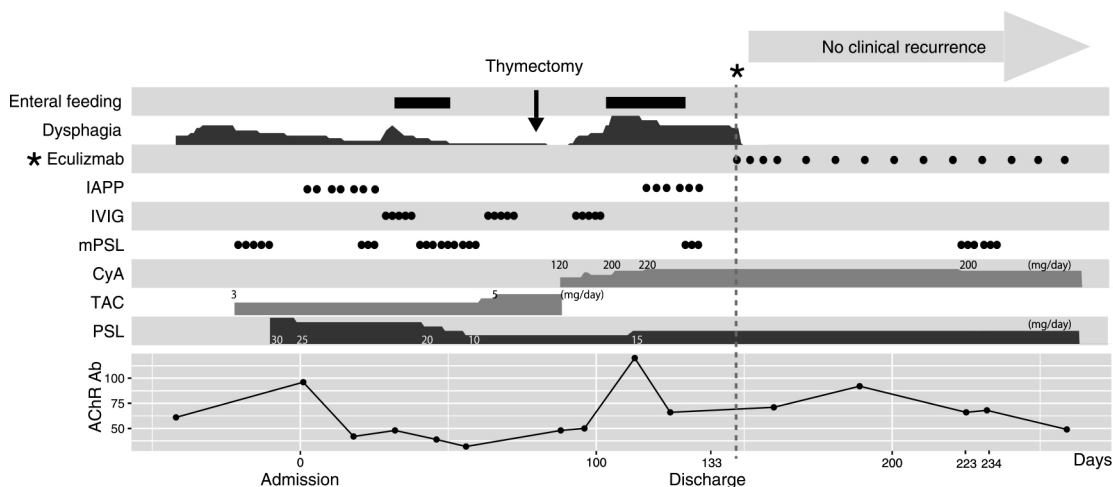 No clinical recurrence
*
Thymectomy
Enteral feeding
Dysphagia
* Eculizmab
IAPP
IVIG
mPSL
CyA 120 200 220 200 (mg/day)
TAC 3 5 (mg/day)
PSL 30 25 20 10 15 (mg/day)
AChR Ab
100
75
50
0 100 133 200 223 234 Days
Admission Discharge